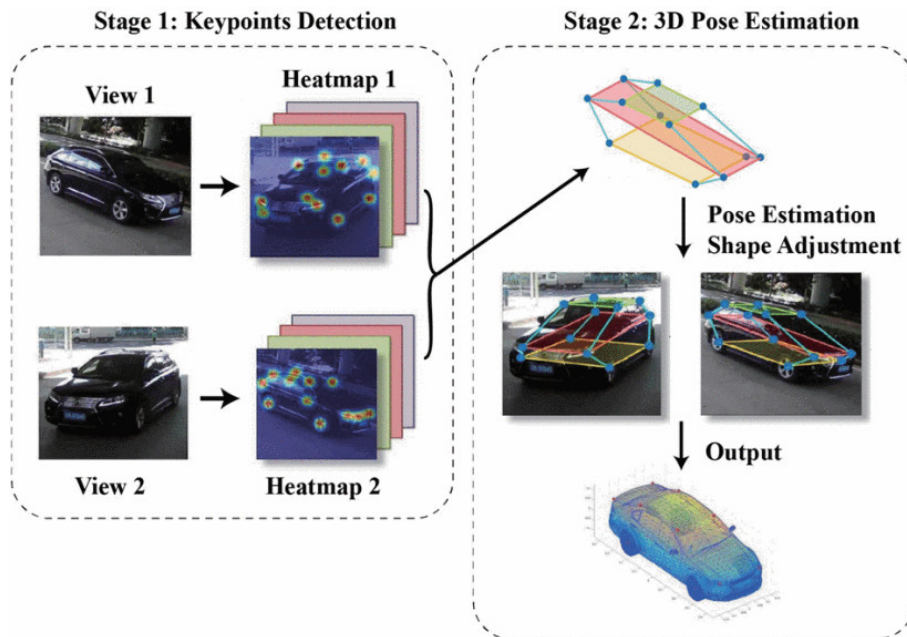 Stage 1: Keypoints Detection
Stage 2: 3D Pose Estimation
View 1
Heatmap 1
Pose Estimation
Shape Adjustment
View 2
Heatmap 2
Output